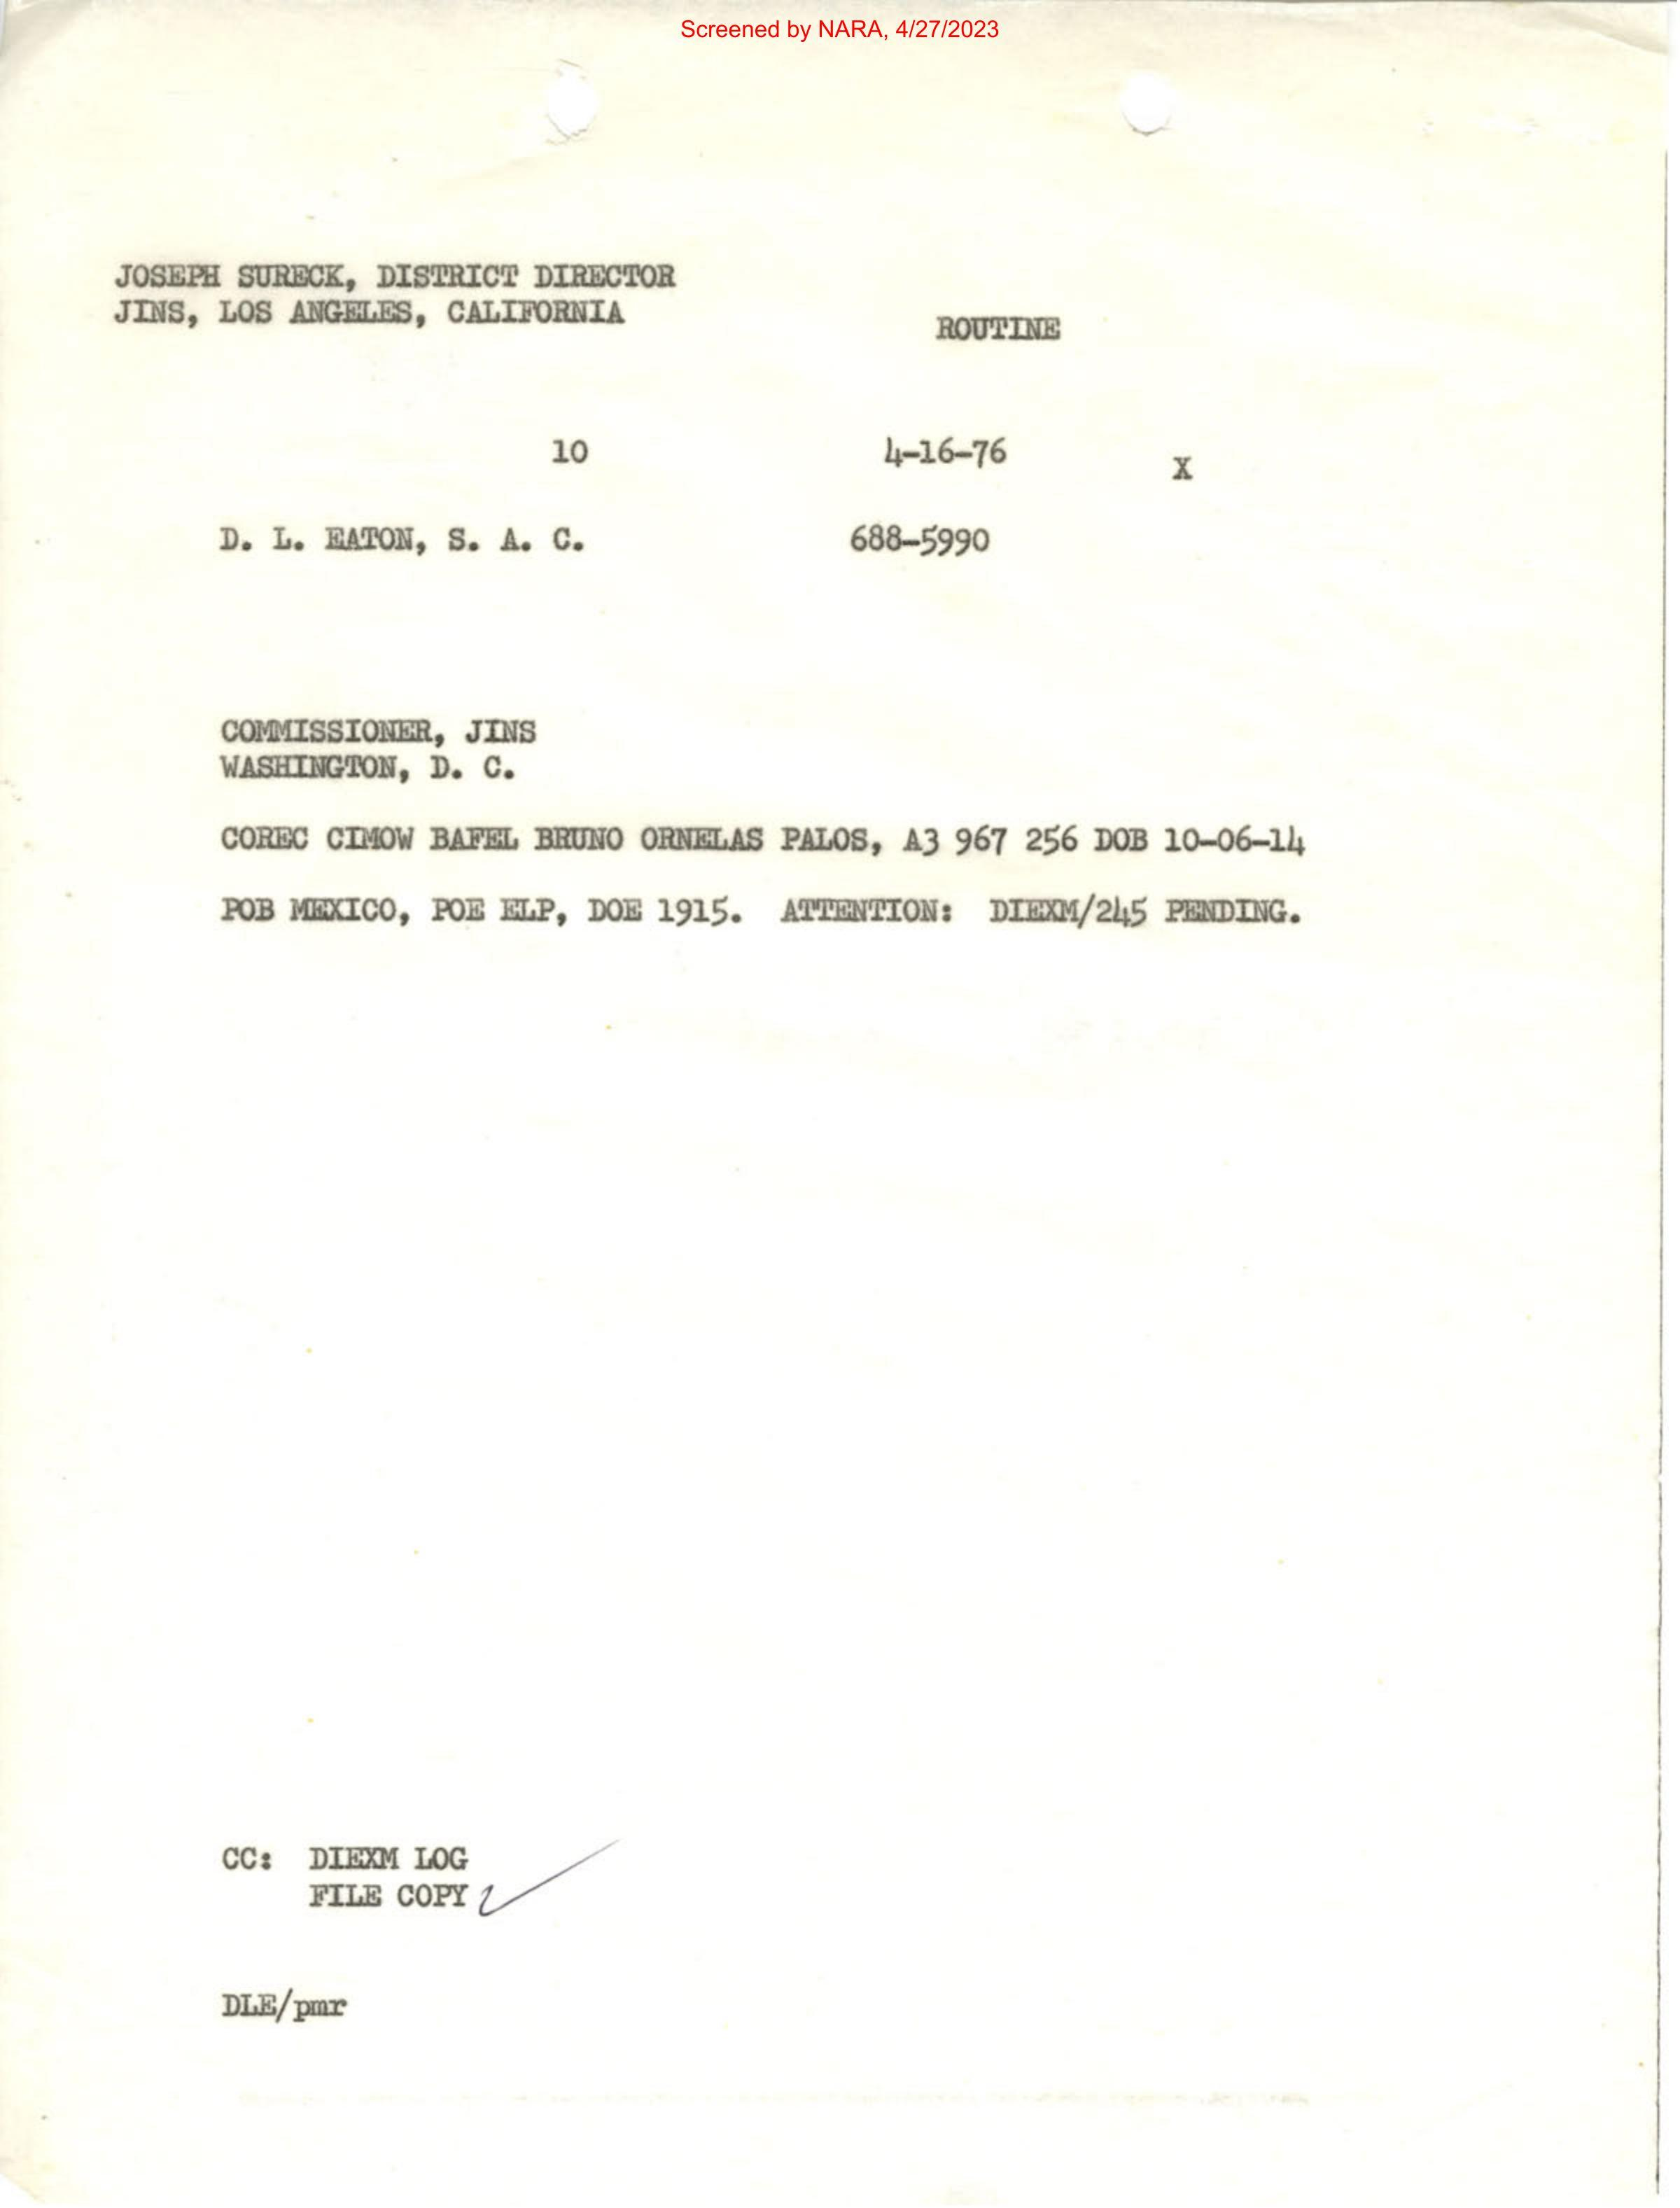 Screened by NARA, 4/27/2023
JOSEPH SURECK, DISTRICT DIRECTOR
JINS, LOS ANGELES, CALIFORNIA
ROUTINE
10 4-16-76 X
D. L. EATON, S. A. C. 688-5990
COMMISSIONER, JINS
WASHINGTON, D. C.
COREC CIMOW BAFEL BRUNO ORNELAS PALOS, A3 967 256 DOB 10-06-14
POB MEXICO, POE ELP, DOE 1915. ATTENTION: DIEXM/245 PENDING.
CC: DIEXM LOG
FILE COPY
DLE/pmr